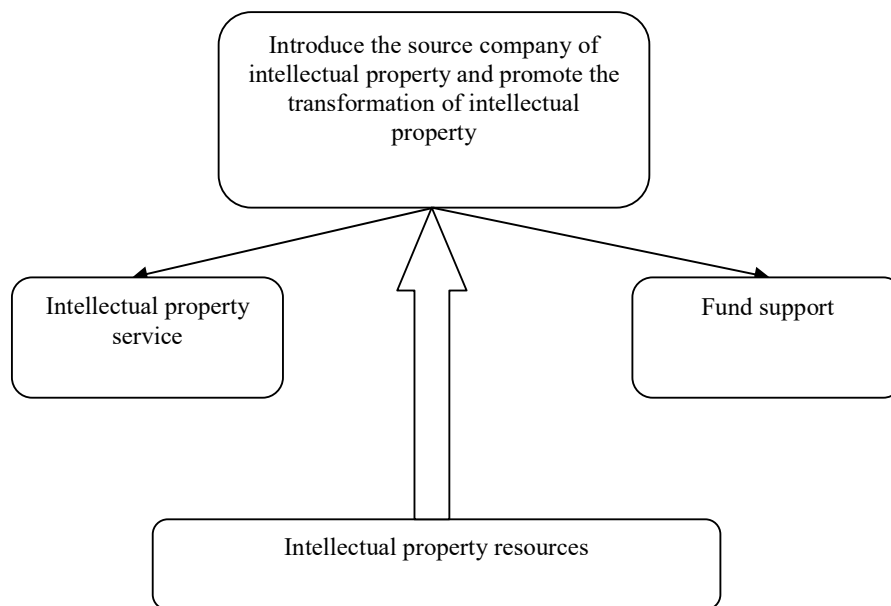 Introduce the source company of
intellectual property and promote the
transformation of intellectual
property
Intellectual property
service
Fund support
Intellectual property resources